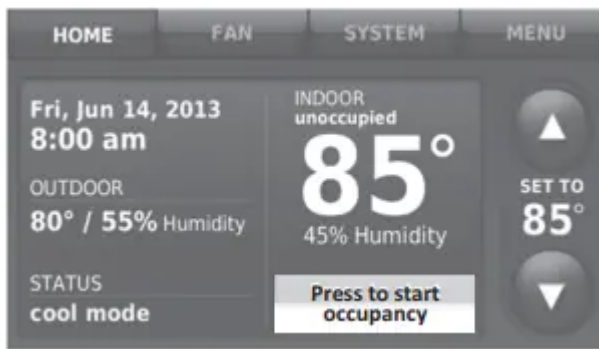 HOME FAN SYSTEM MENU
Fri, Jun 14, 2013
8:00 am
OUTDOOR
80° / 55% Humidity
STATUS
cool mode
INDOOR
unoccupied
85°
45% Humidity
Press to start
occupancy
SET TO
85°